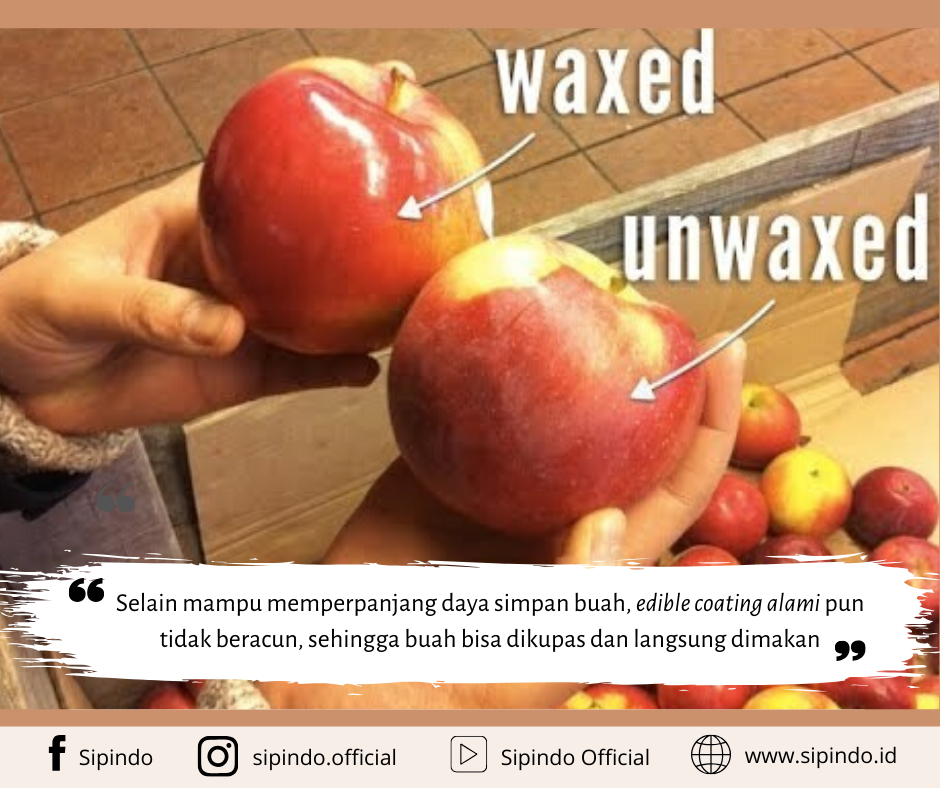 waxed
unwaxed
“ Selain mampu memperpanjang daya simpan buah, edible coating alami pun
tidak beracun, sehingga buah bisa dikupas dan langsung dimakan ”
Sipindo sipindo.official Sipindo Official www.sipindo.id